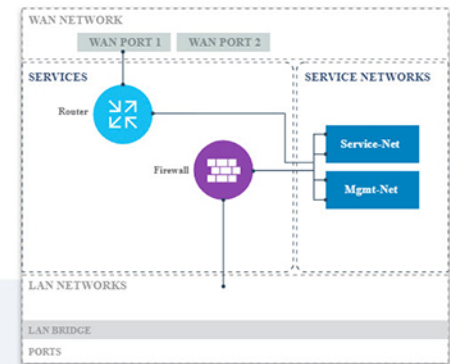 WAN NETWORK
WAN PORT 1
WAN PORT 2
SERVICES
SERVICE NETWORKS
Router
Service-Net
Firewall
Mgmt-Net
LAN NETWORKS
LAN BRIDGE
PORTS